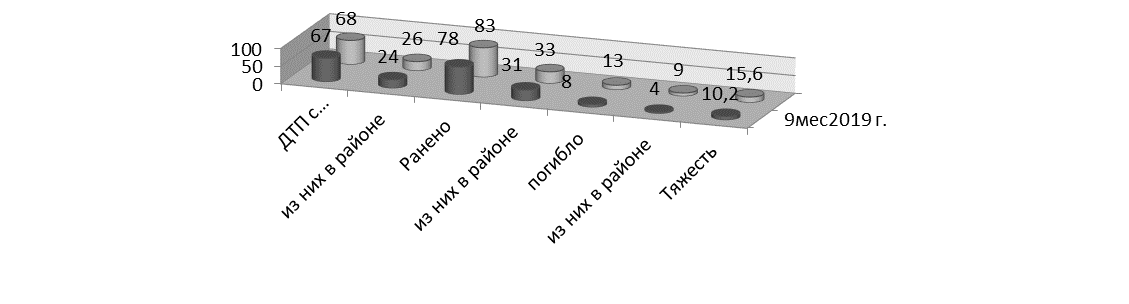 68
83
67
26
78
33
24
31
13
9
15,6
8
4
10,2
100
50
0
9мес2019 г.
ДТП с...
из них в районе
Ранено
из них в районе
погибло
из них в районе
Тяжесть